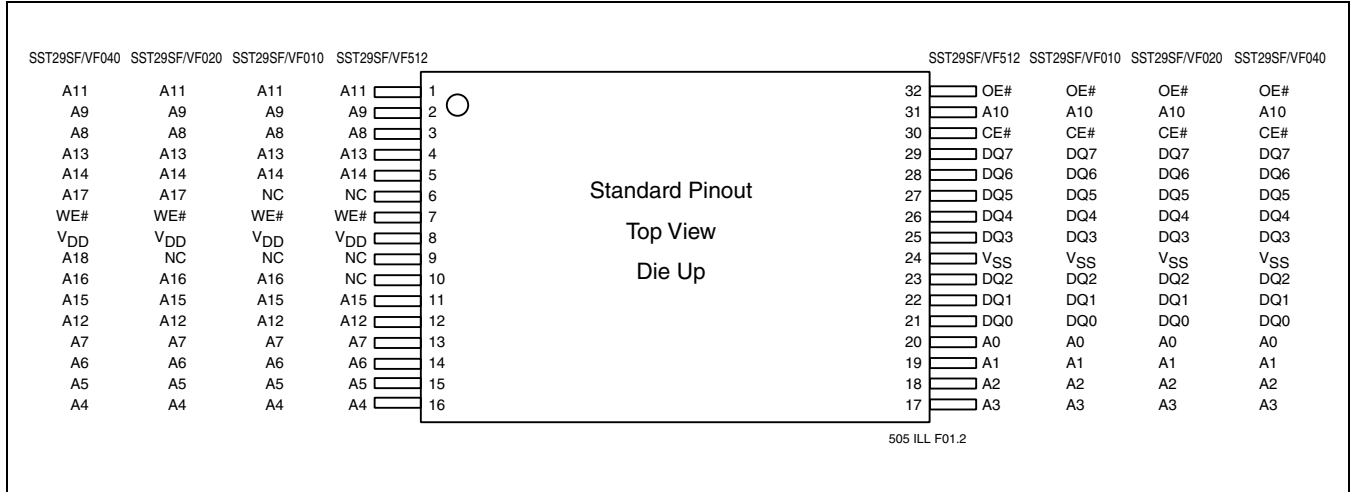 SST29SF/VF040 SST29SF/VF020 SST29SF/VF010 SST29SF/VF512 SST29SF/VF512 SST29SF/VF010 SST29SF/VF020 SST29SF/VF040
A11 A11 A11 A11 1 32 OE# OE# OE# OE#
A9 A9 A9 A9 2 31 A10 A10 A10 A10
A8 A8 A8 A8 3 30 CE# CE# CE# CE#
A13 A13 A13 A13 4 29 DQ7 DQ7 DQ7 DQ7
A14 A14 A14 A14 5 28 DQ6 DQ6 DQ6 DQ6
A17 A17 NC NC 6 27 DQ5 DQ5 DQ5 DQ5
WE# WE# WE# WE# 7 26 DQ4 DQ4 DQ4 DQ4
VDD VDD VDD VDD 8 25 DQ3 DQ3 DQ3 DQ3
A18 NC NC NC 9 24 VSS VSS VSS VSS
A16 A16 A16 NC 10 23 DQ2 DQ2 DQ2 DQ2
A15 A15 A15 A15 11 22 DQ1 DQ1 DQ1 DQ1
A12 A12 A12 A12 12 21 DQ0 DQ0 DQ0 DQ0
A7 A7 A7 A7 13 20 A0 A0 A0 A0
A6 A6 A6 A6 14 19 A1 A1 A1 A1
A5 A5 A5 A5 15 18 A2 A2 A2 A2
A4 A4 A4 A4 16 17 A3 A3 A3 A3
Standard Pinout
Top View
Die Up
505 ILL F01.2